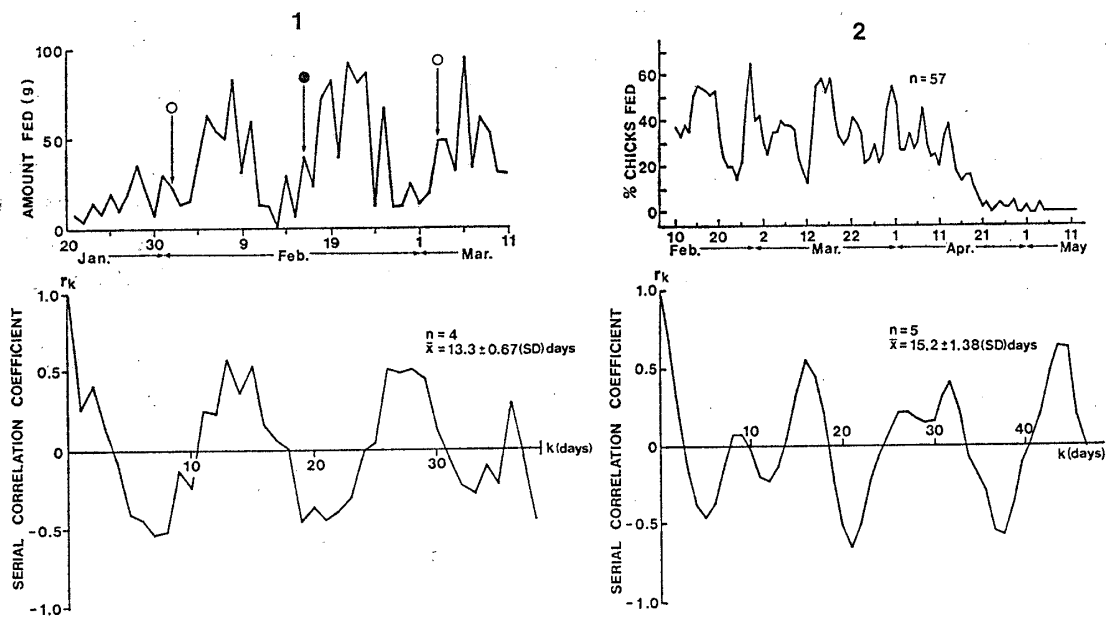 1
AMOUNT FED (g)
100
50
0
20 30 9 19 1 11
Jan. Feb. Mar.
2
% CHICKS FED
60
40
20
0
n=57
10 20 2 12 22 1 11 21 1 11
Feb. Mar. Apr. May
rk
SERIAL CORRELATION COEFFICIENT
1.0
0.5
0
-0.5
-1.0
n=4
x̄=13.3±0.67(SD)days
10 20 30
k(days)
rk
SERIAL CORRELATION COEFFICIENT
1.0
0.5
0
-0.5
-1.0
n=5
x̄=15.2±1.38(SD)days
10 20 30 40
k(days)